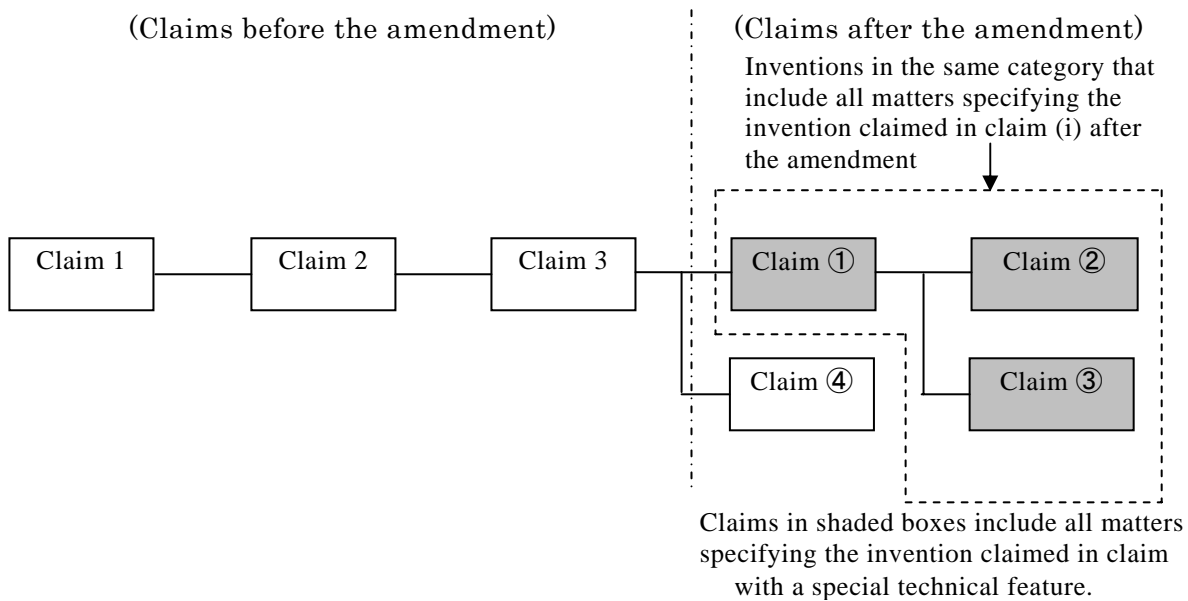 (Claims before the amendment)
(Claims after the amendment)
Inventions in the same category that
include all matters specifying the
invention claimed in claim (i) after
the amendment
Claim 1
Claim 2
Claim 3
Claim ①
Claim ②
Claim ④
Claim ③
Claims in shaded boxes include all matters
specifying the invention claimed in claim
with a special technical feature.